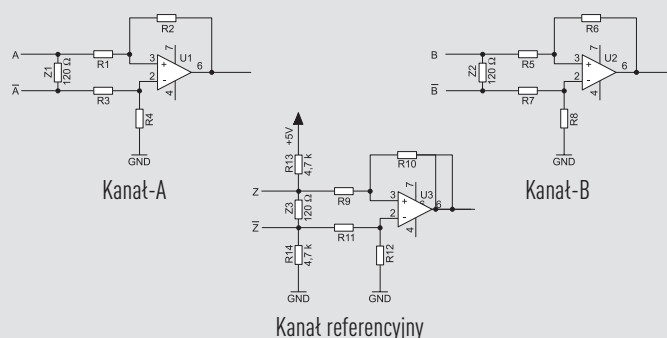 A
A̅
Z1
120 Ω
R1
R3
R2
R4
3
2
7
6
4
U1
+
-
GND
Kanał-A
B
B̅
Z2
120 Ω
R5
R7
R6
R8
3
2
7
6
4
U2
+
-
GND
Kanał-B
+5V
R13
4,7 k
Z
Z̅
Z3
120 Ω
R14
4,7 k
R9
R11
R10
R12
3
2
7
6
6
4
U3
+
-
GND
GND
Kanał referencyjny